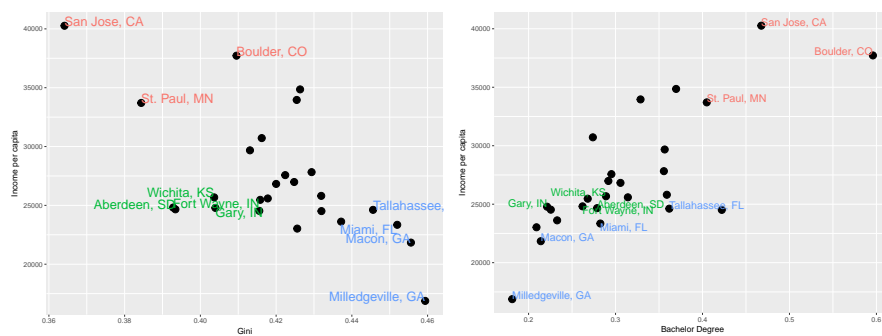 San Jose, CA
Boulder, CO
St. Paul, MN
Wichita, KS
Aberdeen, SD
Fort Wayne, IN
Gary, IN
Tallahassee,
Miami, FL
Macon, GA
Milledgeville, GA
40000
35000
30000
25000
20000
Income per capita
0.36
0.38
0.40
0.42
0.44
0.46
Gini
San Jose, CA
Boulder, CO
St. Paul, MN
Wichita, KS
Gary, IN
Aberdeen, SD
Fort Wayne, IN
Tallahassee, FL
Miami, FL
Macon, GA
Milledgeville, GA
40000
35000
30000
25000
20000
Income per capita
0.2
0.3
0.4
0.5
0.6
Bachelor Degree